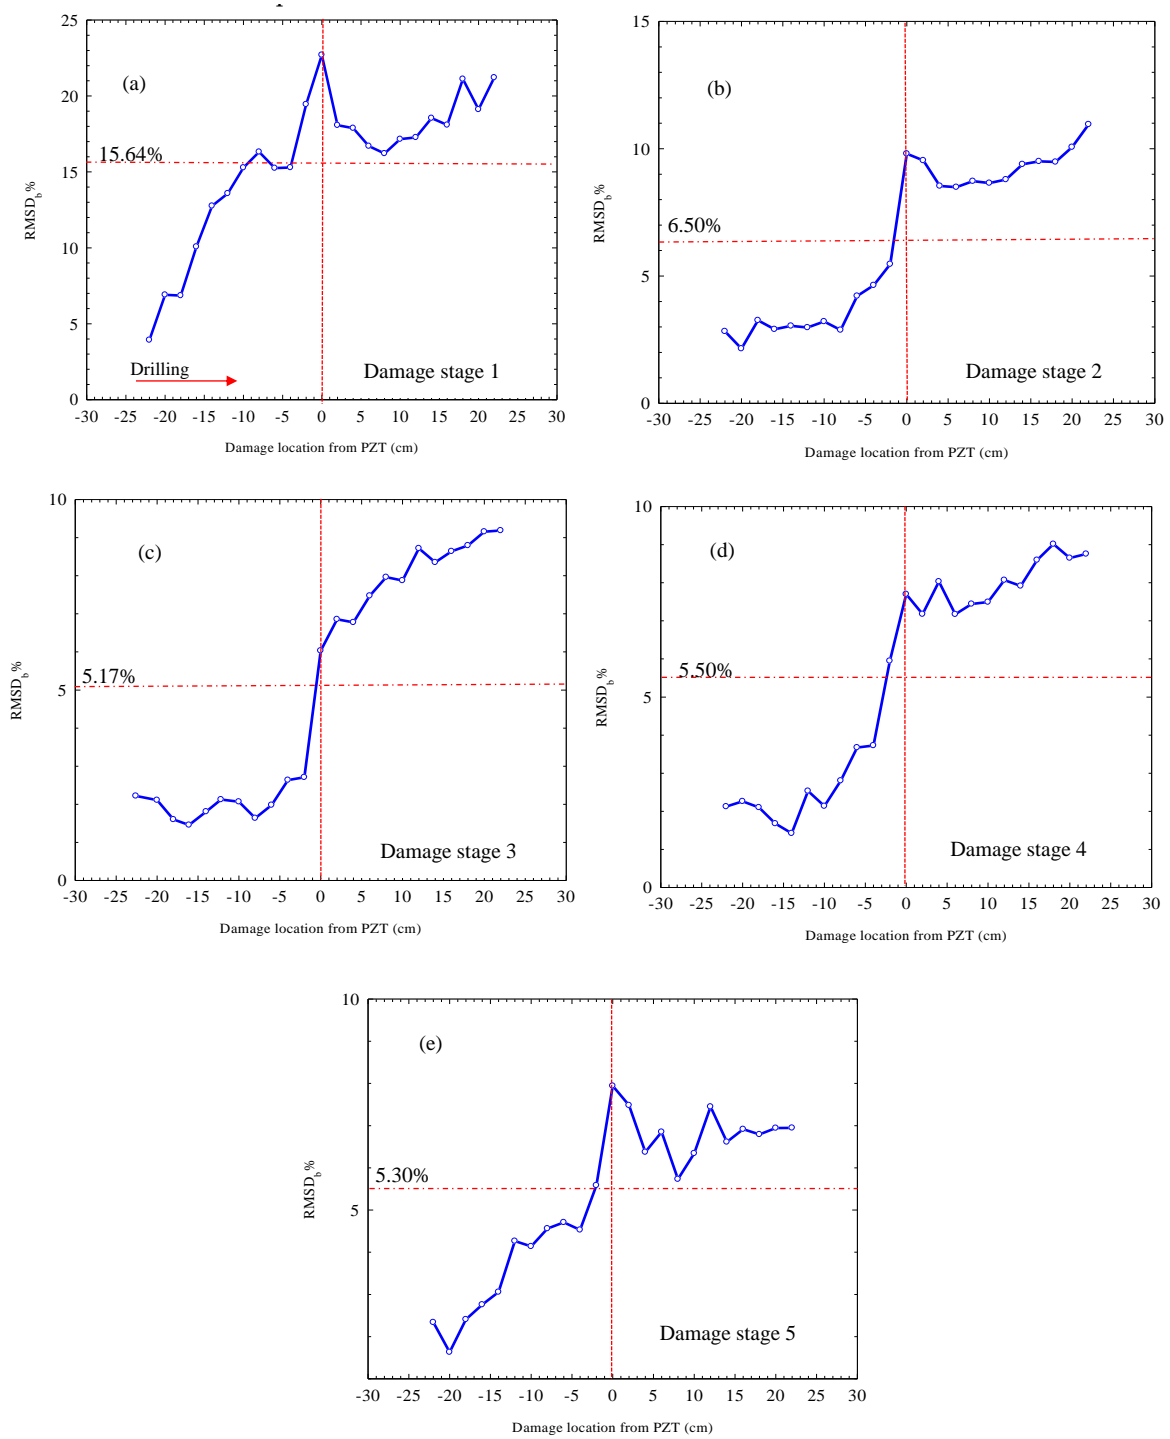 25
20
15
10
5
0
(a)
15.64%
RMSD_b%
Drilling
Damage stage 1
-30 -25 -20 -15 -10 -5 0 5 10 15 20 25 30
Damage location from PZT (cm)
15
10
5
0
(b)
6.50%
RMSD_b%
Damage stage 2
-30 -25 -20 -15 -10 -5 0 5 10 15 20 25 30
Damage location from PZT (cm)
10
5
0
(c)
5.17%
RMSD_b%
Damage stage 3
-30 -25 -20 -15 -10 -5 0 5 10 15 20 25 30
Damage location from PZT (cm)
10
5
0
(d)
5.50%
RMSD_b%
Damage stage 4
-30 -25 -20 -15 -10 -5 0 5 10 15 20 25 30
Damage location from PZT (cm)
10
5
(e)
5.30%
RMSD_b%
Damage stage 5
-30 -25 -20 -15 -10 -5 0 5 10 15 20 25 30
Damage location from PZT (cm)